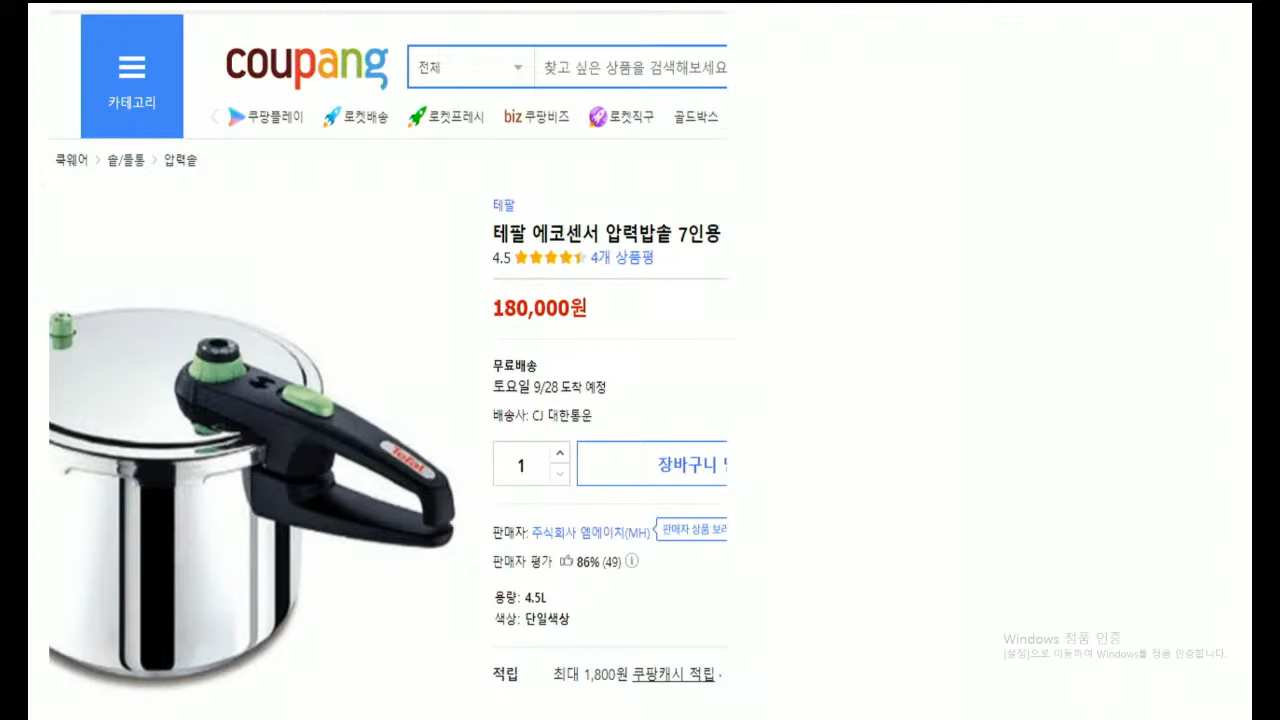 coupang
전체
찾고 싶은 상품을 검색해보세요
카테고리
쿠팡플레이 로켓배송 로켓프레시 biz 쿠팡비즈 로켓직구 골드박스
쿡웨어 > 솥/들통 > 압력솥
테팔
테팔 에코센서 압력밥솥 7인용
4.5 4개 상품평
180,000원
무료배송
토요일 9/28 도착 예정
배송사: CJ 대한통운
1
장바구니
판매자: 주식회사 엠에이치(MH) 판매자 상품 보러
판매자 평가 86% (49)
용량: 4.5L
색상: 단일색상
적립 최대 1,800원 쿠팡캐시 적립 ·
Tefal
Windows 정품 인증
[설정]으로 이동하여 Windows를 정품 인증합니다.